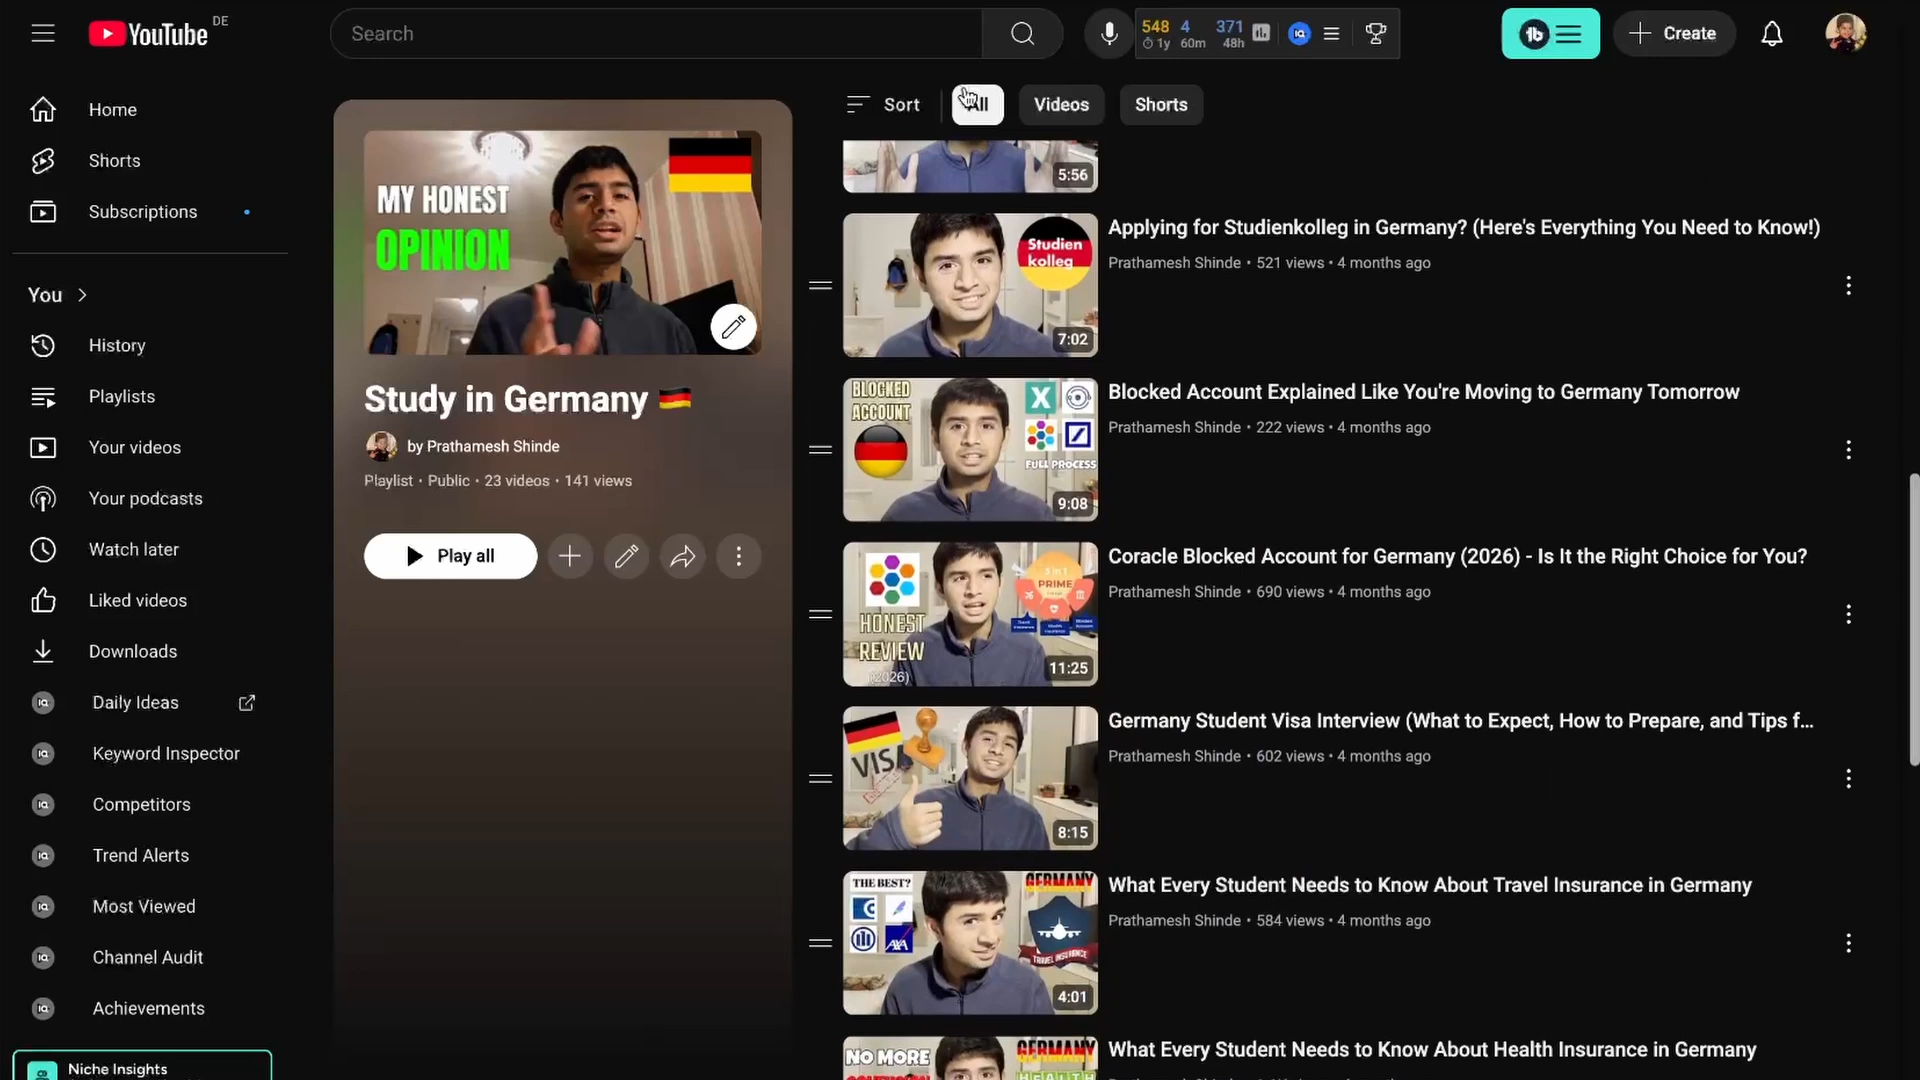 YouTube DE
Search
548 4 371
1y 60m 48h
Create
Home
Shorts
Subscriptions
You
History
Playlists
Your videos
Your podcasts
Watch later
Liked videos
Downloads
Daily Ideas
Keyword Inspector
Competitors
Trend Alerts
Most Viewed
Channel Audit
Achievements
Niche Insights
MY HONEST
OPINION
Study in Germany
by Prathamesh Shinde
Playlist • Public • 23 videos • 141 views
Play all
Sort
All
Videos
Shorts
5:56
Studien
kolleg
7:02
Applying for Studienkolleg in Germany? (Here's Everything You Need to Know!)
Prathamesh Shinde • 521 views • 4 months ago
BLOCKED
ACCOUNT
FULL PROCESS
9:08
Blocked Account Explained Like You're Moving to Germany Tomorrow
Prathamesh Shinde • 222 views • 4 months ago
PRIME
HONEST
REVIEW
(2026)
11:25
Coracle Blocked Account for Germany (2026) - Is It the Right Choice for You?
Prathamesh Shinde • 690 views • 4 months ago
VISA
8:15
Germany Student Visa Interview (What to Expect, How to Prepare, and Tips f...
Prathamesh Shinde • 602 views • 4 months ago
THE BEST?
GERMANY
AXA
TRAVEL INSURANCE
4:01
What Every Student Needs to Know About Travel Insurance in Germany
Prathamesh Shinde • 584 views • 4 months ago
NO MORE
GERMANY
What Every Student Needs to Know About Health Insurance in Germany